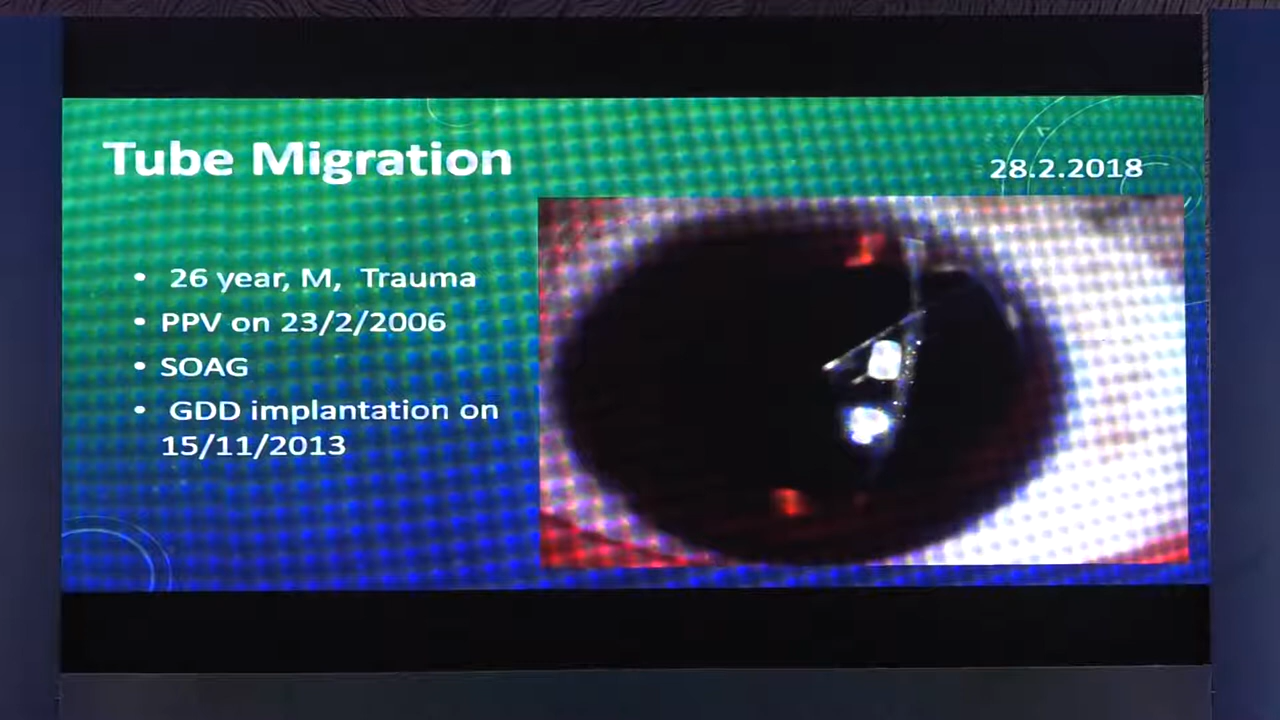 Tube Migration
28.2.2018
• 26 year, M, Trauma
• PPV on 23/2/2006
• SOAG
• GDD implantation on
15/11/2013